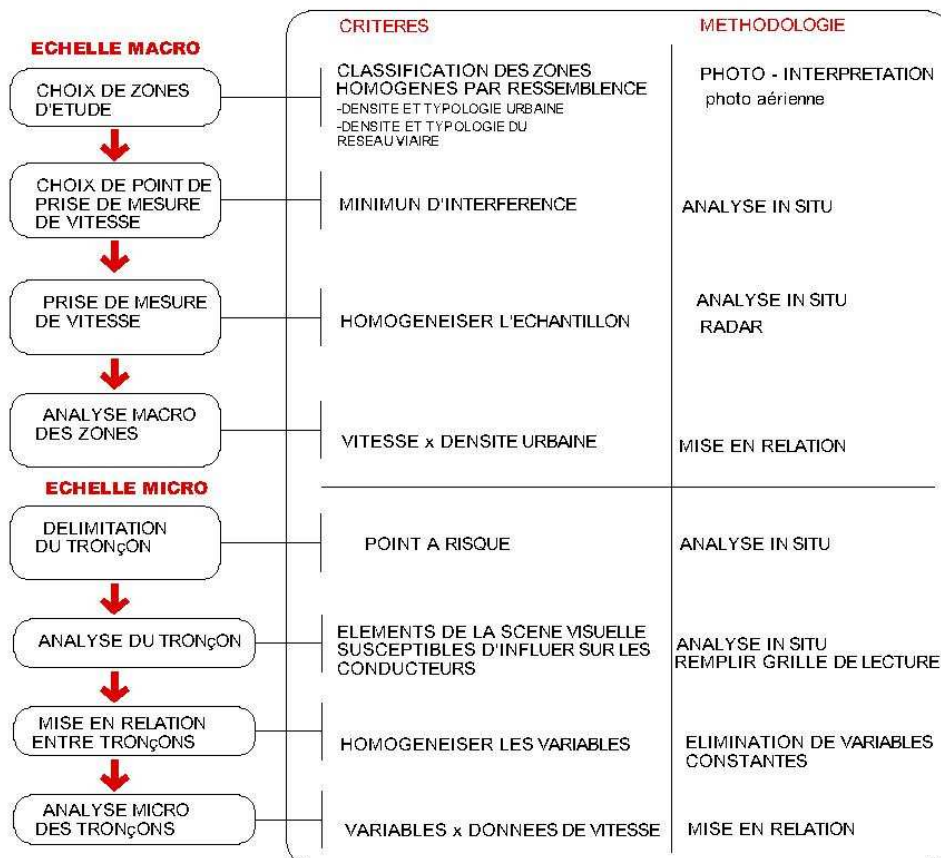 CRITERES
METHODOLOGIE
ECHELLE MACRO
CHOIX DE ZONES
D'ETUDE
CLASSIFICATION DES ZONES
HOMOGENES PAR RESSEMBLENCE
-DENSITE ET TYPOLOGIE URBAINE
-DENSITE ET TYPOLOGIE DU
RESEAU VIAIRE
PHOTO - INTERPRETATION
photo aérienne
CHOIX DE POINT DE
PRISE DE MESURE
DE VITESSE
MINIMUN D'INTERFERENCE
ANALYSE IN SITU
PRISE DE MESURE
DE VITESSE
HOMOGENEISER L'ECHANTILLON
ANALYSE IN SITU
RADAR
ANALYSE MACRO
DES ZONES
VITESSE x DENSITE URBAINE
MISE EN RELATION
ECHELLE MICRO
DELIMITATION
DU TRONçON
POINT A RISQUE
ANALYSE IN SITU
ANALYSE DU TRONçON
ELEMENTS DE LA SCENE VISUELLE
SUSCEPTIBLES D'INFLUER SUR LES
CONDUCTEURS
ANALYSE IN SITU
REMPLIR GRILLE DE LECTURE
MISE EN RELATION
ENTRE TRONçONS
HOMOGENEISER LES VARIABLES
ELIMINATION DE VARIABLES
CONSTANTES
ANALYSE MICRO
DES TRONçONS
VARIABLES x DONNEES DE VITESSE
MISE EN RELATION